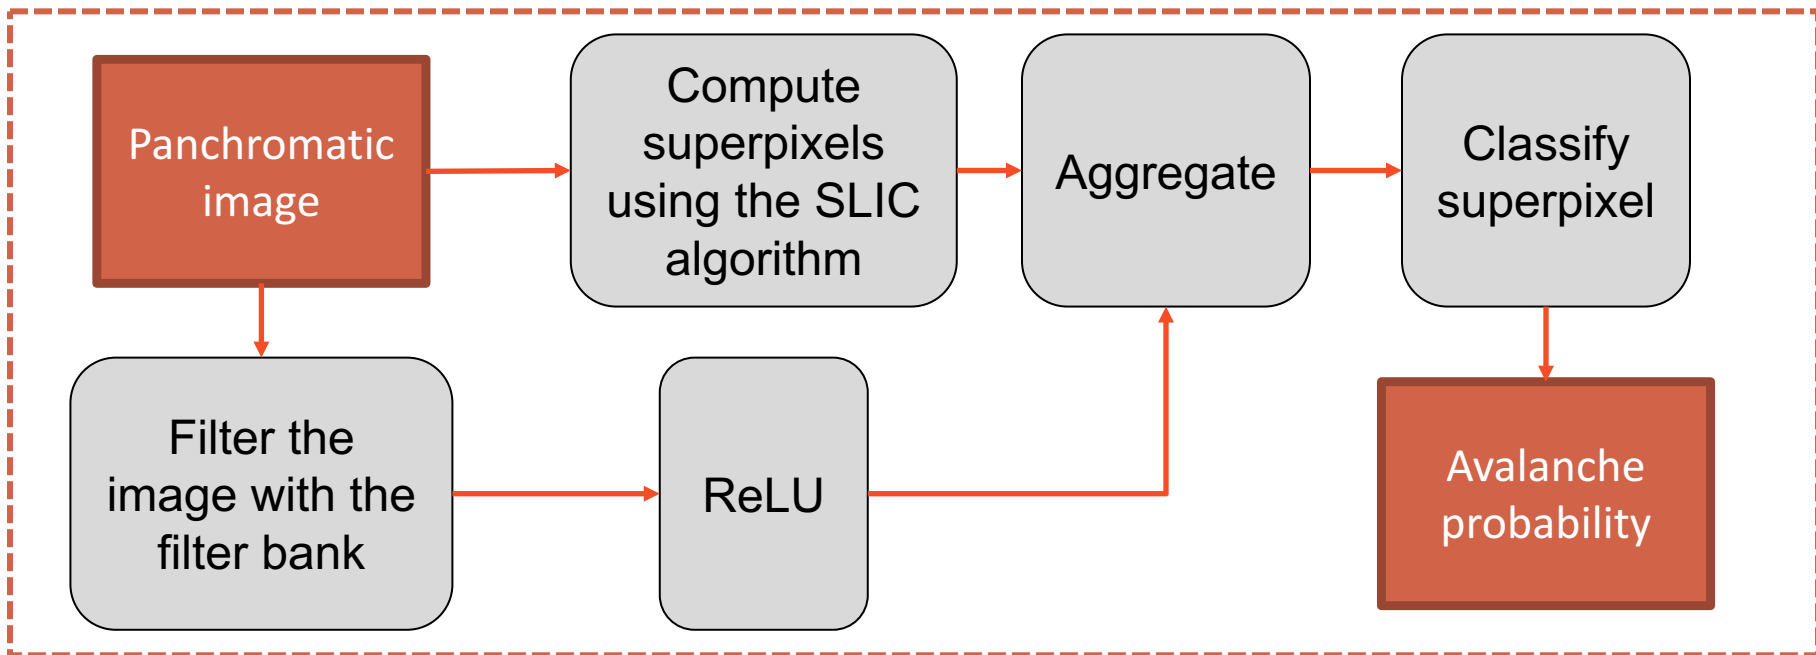 Panchromatic
image
Compute
superpixels
using the SLIC
algorithm
Aggregate
Classify
superpixel
Filter the
image with the
filter bank
ReLU
Avalanche
probability